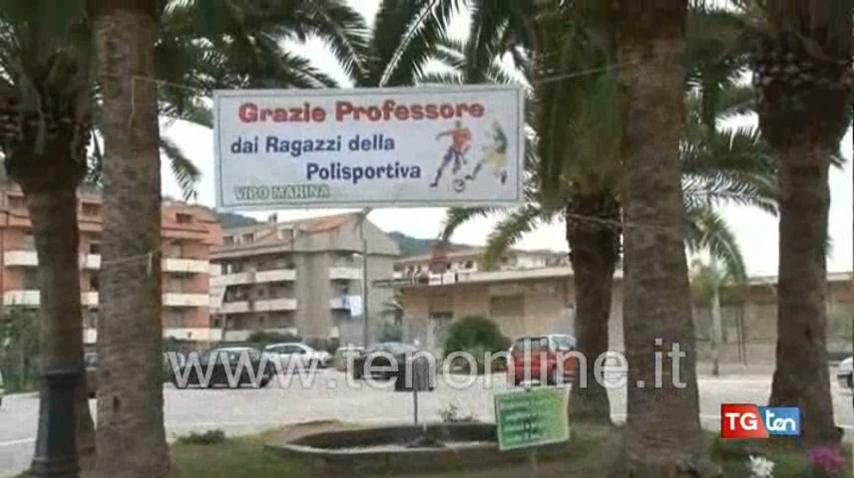 Grazie Professore
dai Ragazzi della
Polisportiva
VIBO MARINA
www.tenonline.it
TG ten